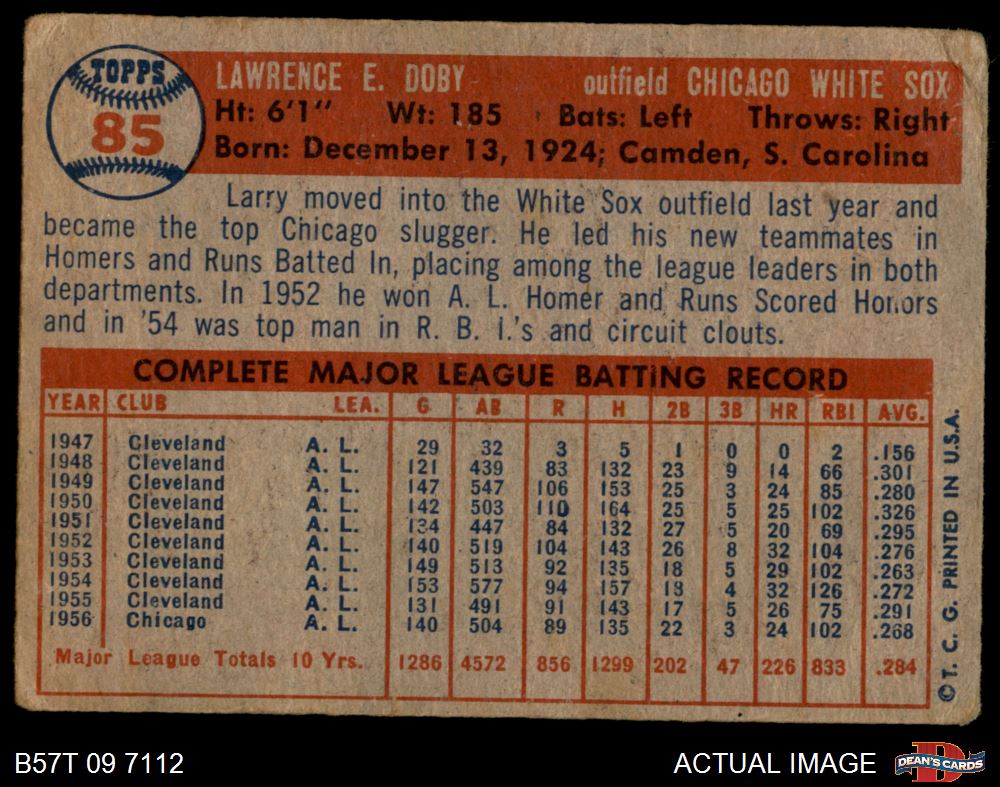 TOPPS
85
LAWRENCE E. DOBY outfield CHICAGO WHITE SOX
Ht: 6'1" Wt: 185 Bats: Left Throws: Right
Born: December 13, 1924; Camden, S. Carolina
Larry moved into the White Sox outfield last year and
became the top Chicago slugger. He led his new teammates in
Homers and Runs Batted In, placing among the league leaders in both
departments. In 1952 he won A. L. Homer and Runs Scored Honors
and in '54 was top man in R. B. I.'s and circuit clouts.
COMPLETE MAJOR LEAGUE BATTING RECORD
YEAR CLUB LEA. G AB R H 2B 3B HR RBI AVG.
1947 Cleveland A. L. 29 32 3 5 1 0 0 2 .156
1948 Cleveland A. L. 121 439 83 132 23 9 14 66 .301
1949 Cleveland A. L. 147 547 106 153 25 3 24 85 .280
1950 Cleveland A. L. 142 503 110 164 25 5 25 102 .326
1951 Cleveland A. L. 134 447 84 132 27 5 20 69 .295
1952 Cleveland A. L. 140 519 104 143 26 8 32 104 .276
1953 Cleveland A. L. 149 513 92 135 18 5 29 102 .263
1954 Cleveland A. L. 153 577 94 157 18 4 32 126 .272
1955 Cleveland A. L. 131 491 91 143 17 5 26 75 .291
1956 Chicago A. L. 140 504 89 135 22 3 24 102 .268
Major League Totals 10 Yrs. 1286 4572 856 1299 202 47 226 833 .284
©T. C. G. PRINTED IN U.S.A.
B57T 09 7112 ACTUAL IMAGE
DEAN'S CARDS